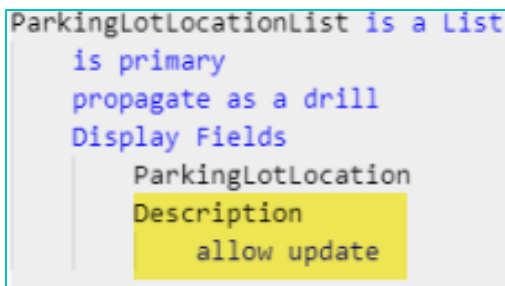 ParkingLotLocationList is a List
is primary
propagate as a drill
Display Fields
ParkingLotLocation
Description
allow update